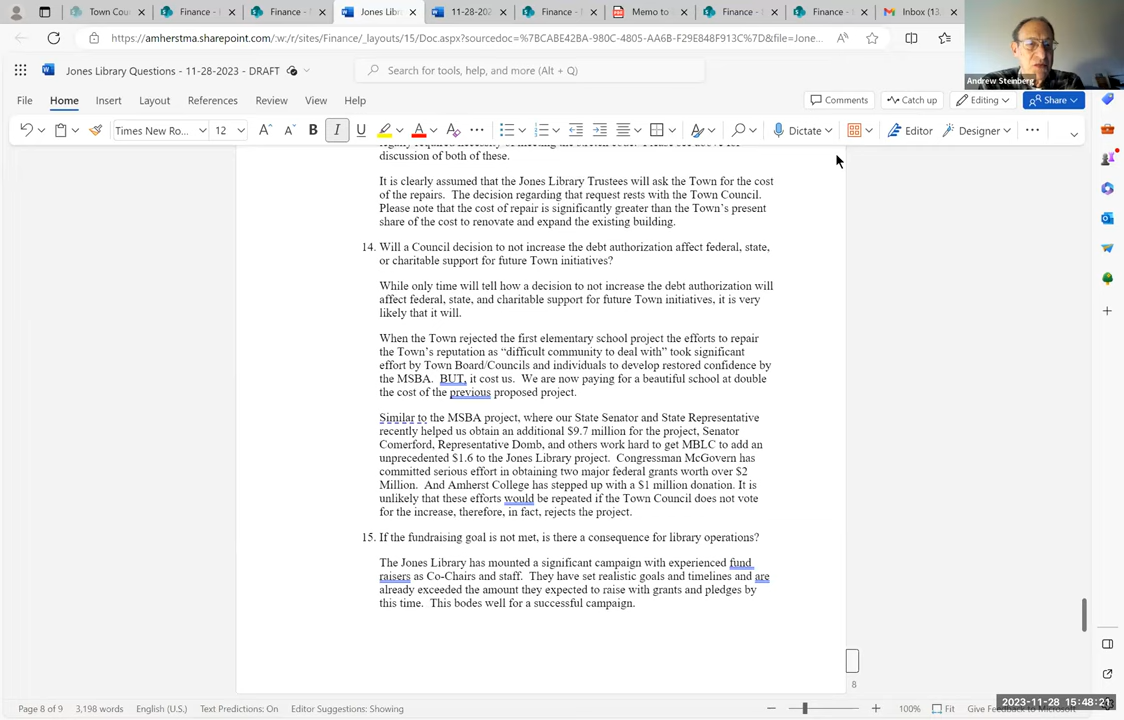 Town Cou
Finance -
Finance -
Jones Libr
11-28-202
Finance -
Memo to
Finance -
Finance -
Inbox (13
https://amherstma.sharepoint.com/:w:/r/sites/Finance/_layouts/15/Doc.aspx?sourcedoc=%7BCABE42BA-980C-4805-AA6B-F29E848F913C%7D&file=Jone...
Andrew Steinberg
Jones Library Questions - 11-28-2023 - DRAFT
Search for tools, help, and more (Alt + Q)
File Home Insert Layout References Review View Help
Comments Catch up Editing Share
Times New Ro... 12 B I U A Dictate Editor Designer
discussion of both of these.
It is clearly assumed that the Jones Library Trustees will ask the Town for the cost
of the repairs. The decision regarding that request rests with the Town Council.
Please note that the cost of repair is significantly greater than the Town's present
share of the cost to renovate and expand the existing building.
14. Will a Council decision to not increase the debt authorization affect federal, state,
or charitable support for future Town initiatives?
While only time will tell how a decision to not increase the debt authorization will
affect federal, state, and charitable support for future Town initiatives, it is very
likely that it will.
When the Town rejected the first elementary school project the efforts to repair
the Town's reputation as "difficult community to deal with" took significant
effort by Town Board/Councils and individuals to develop restored confidence by
the MSBA. BUT, it cost us. We are now paying for a beautiful school at double
the cost of the previous proposed project.
Similar to the MSBA project, where our State Senator and State Representative
recently helped us obtain an additional $9.7 million for the project, Senator
Comerford, Representative Domb, and others work hard to get MBLC to add an
unprecedented $1.6 to the Jones Library project. Congressman McGovern has
committed serious effort in obtaining two major federal grants worth over $2
Million. And Amherst College has stepped up with a $1 million donation. It is
unlikely that these efforts would be repeated if the Town Council does not vote
for the increase, therefore, in fact, rejects the project.
15. If the fundraising goal is not met, is there a consequence for library operations?
The Jones Library has mounted a significant campaign with experienced fund
raisers as Co-Chairs and staff. They have set realistic goals and timelines and are
already exceeded the amount they expected to raise with grants and pledges by
this time. This bodes well for a successful campaign.
8
Page 8 of 9 3,198 words English (U.S.) Text Predictions: On Editor Suggestions: Showing 100% Fit
2023-11-28 15:48:21